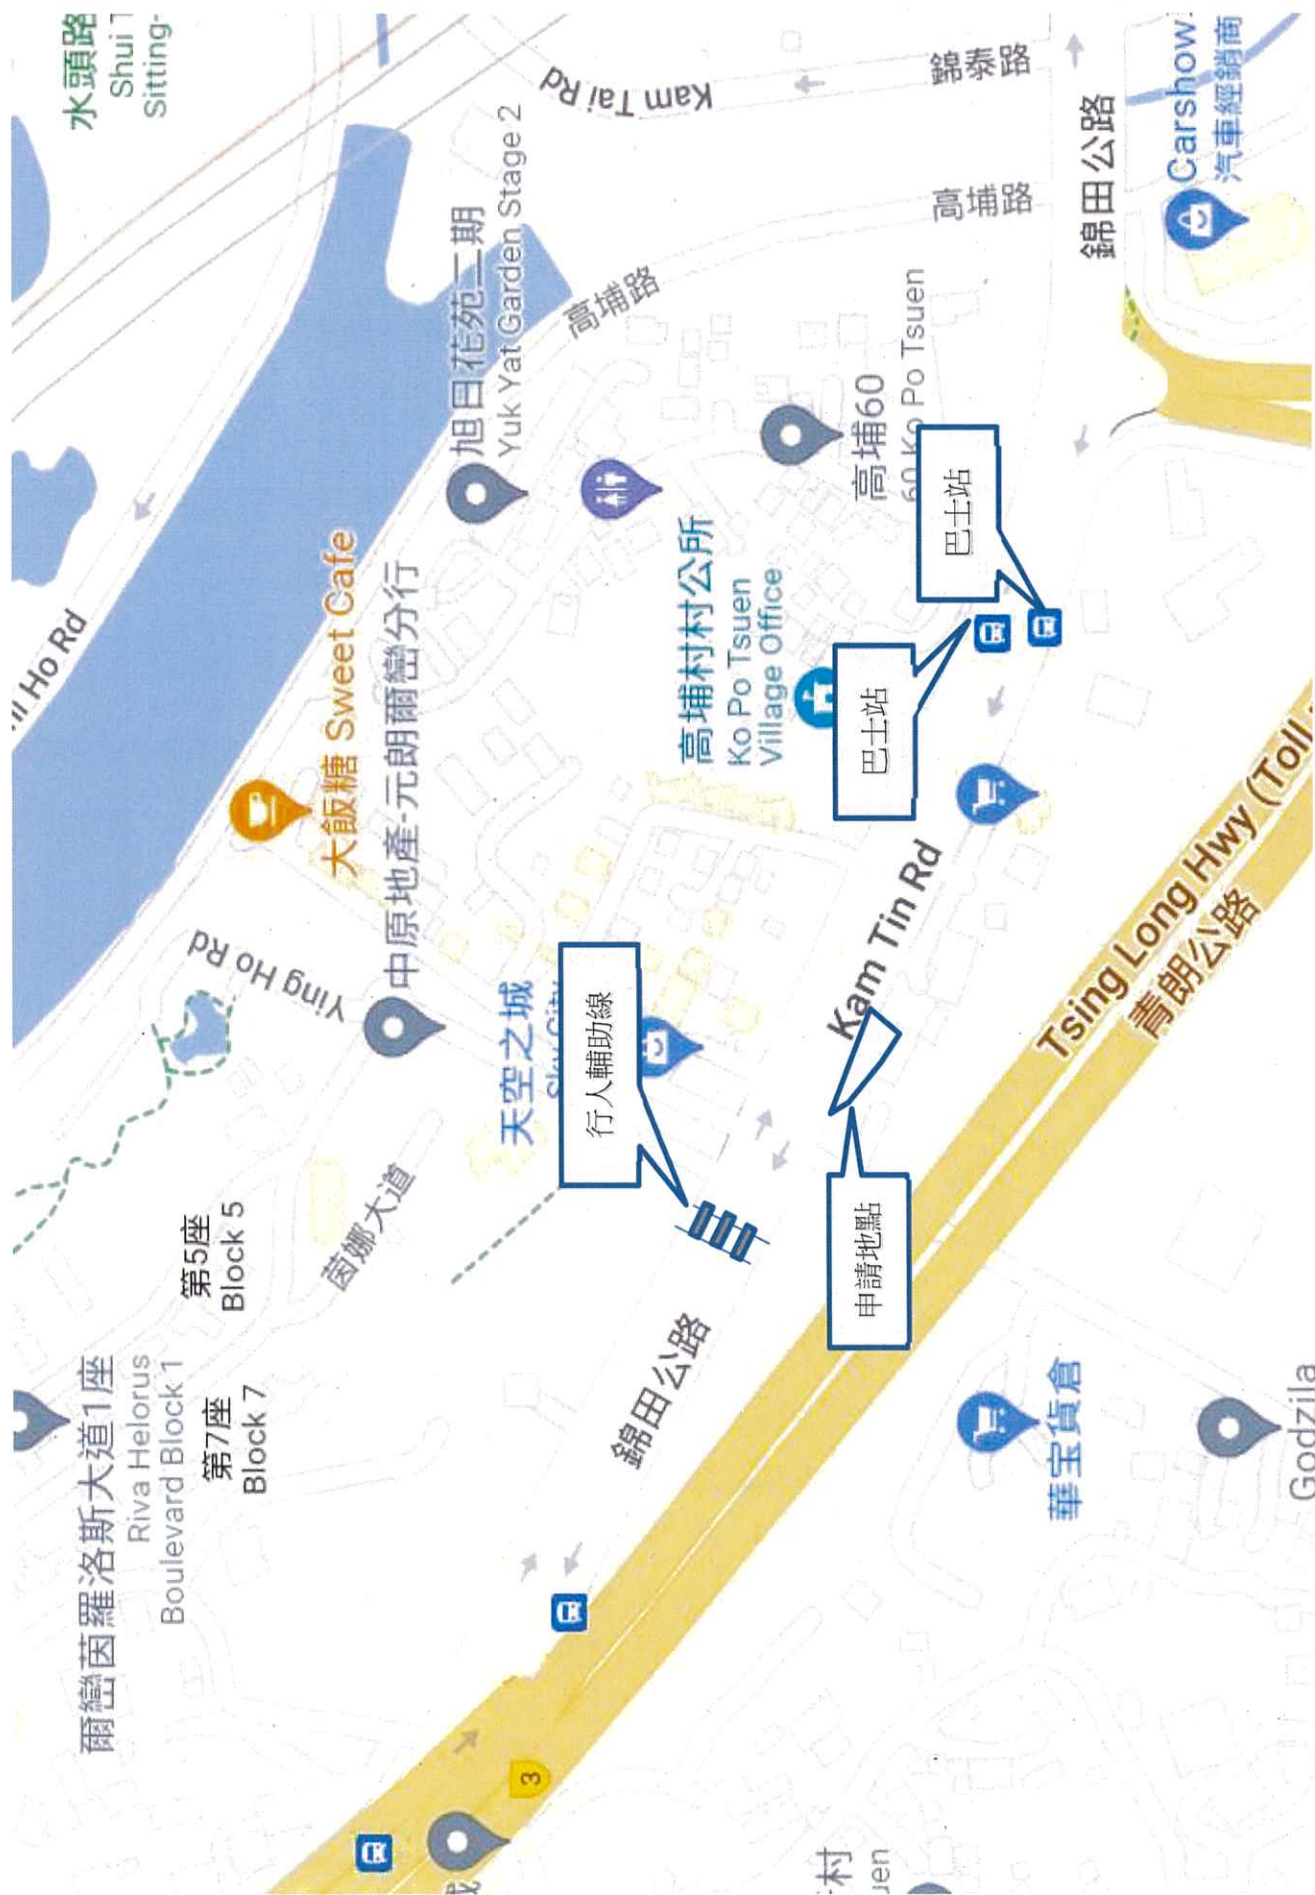 爾巒茵羅洛斯大道1座
Riva Helorus
Boulevard Block 1
第7座
Block 7
第5座
Block 5
茵娜大道
Ying Ho Rd
Ho Rd
水頭路
Shui
Sitting-
大飯糖 Sweet Cafe
中原地產-元朗爾巒分行
旭日花苑二期
Yuk Yat Garden Stage 2
高埔路
Kam Tai Rd
錦泰路
高埔路
天空之城
Sky City
行人輔助線
高埔村村公所
Ko Po Tsuen
Village Office
高埔60
60 Ko Po Tsuen
巴士站
巴士站
錦田公路
Carshow
汽車經銷商
錦田公路
Kam Tin Rd
申請地點
Tsing Long Hwy (Toll
青朗公路
3
華宝貨倉
Godzila
村
uen